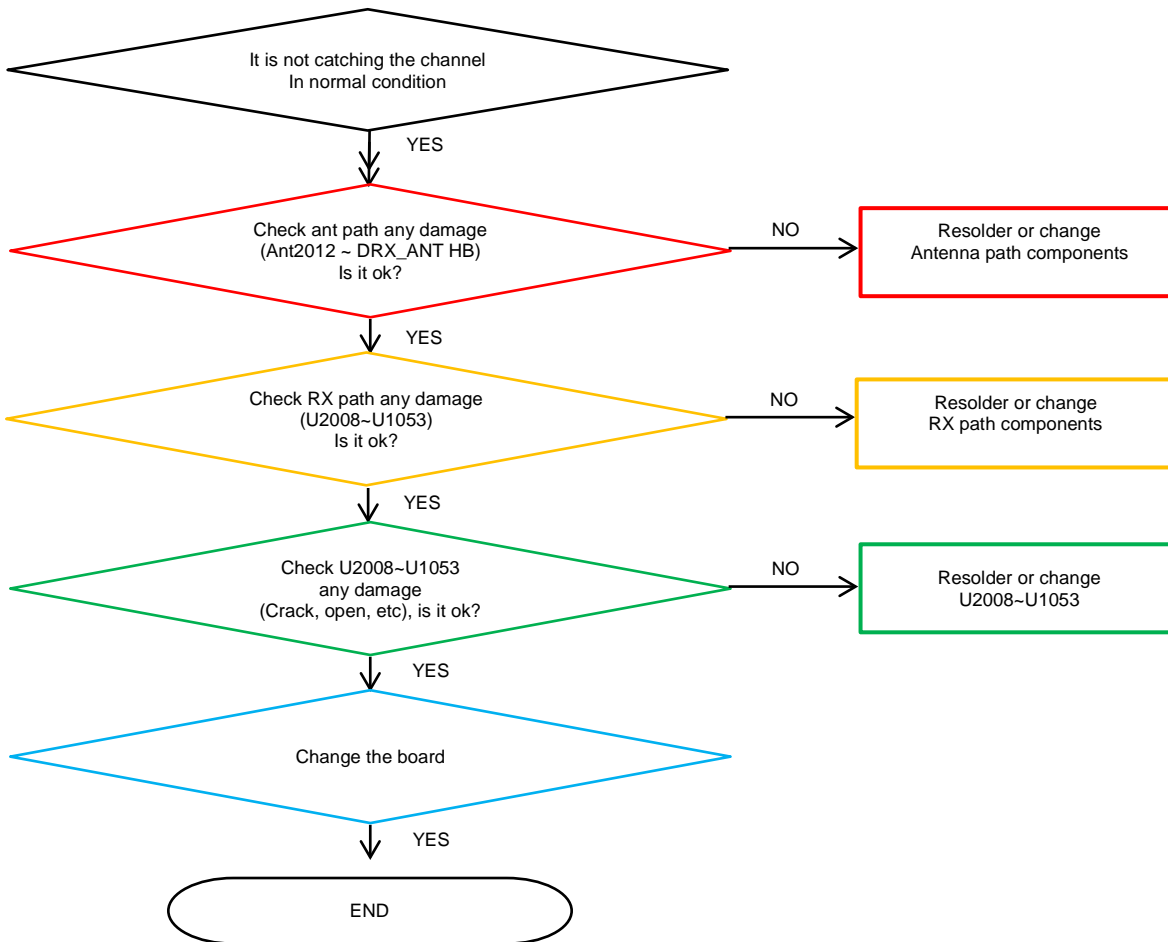 It is not catching the channel
In normal condition
YES
Check ant path any damage
(Ant2012 ~ DRX_ANT HB)
Is it ok?
NO
Resolder or change
Antenna path components
YES
Check RX path any damage
(U2008~U1053)
Is it ok?
NO
Resolder or change
RX path components
YES
Check U2008~U1053
any damage
(Crack, open, etc), is it ok?
NO
Resolder or change
U2008~U1053
YES
Change the board
YES
END